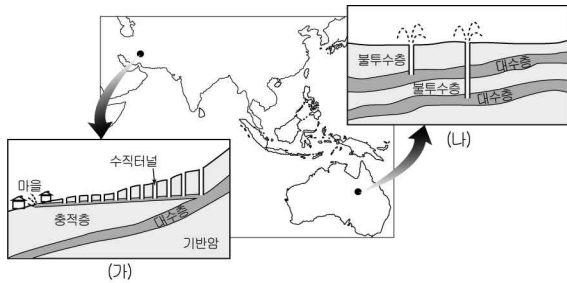 불투수층
대수층
불투수층
대수층
(나)
수직터널
마을
충적층
대수층
기반암
(가)